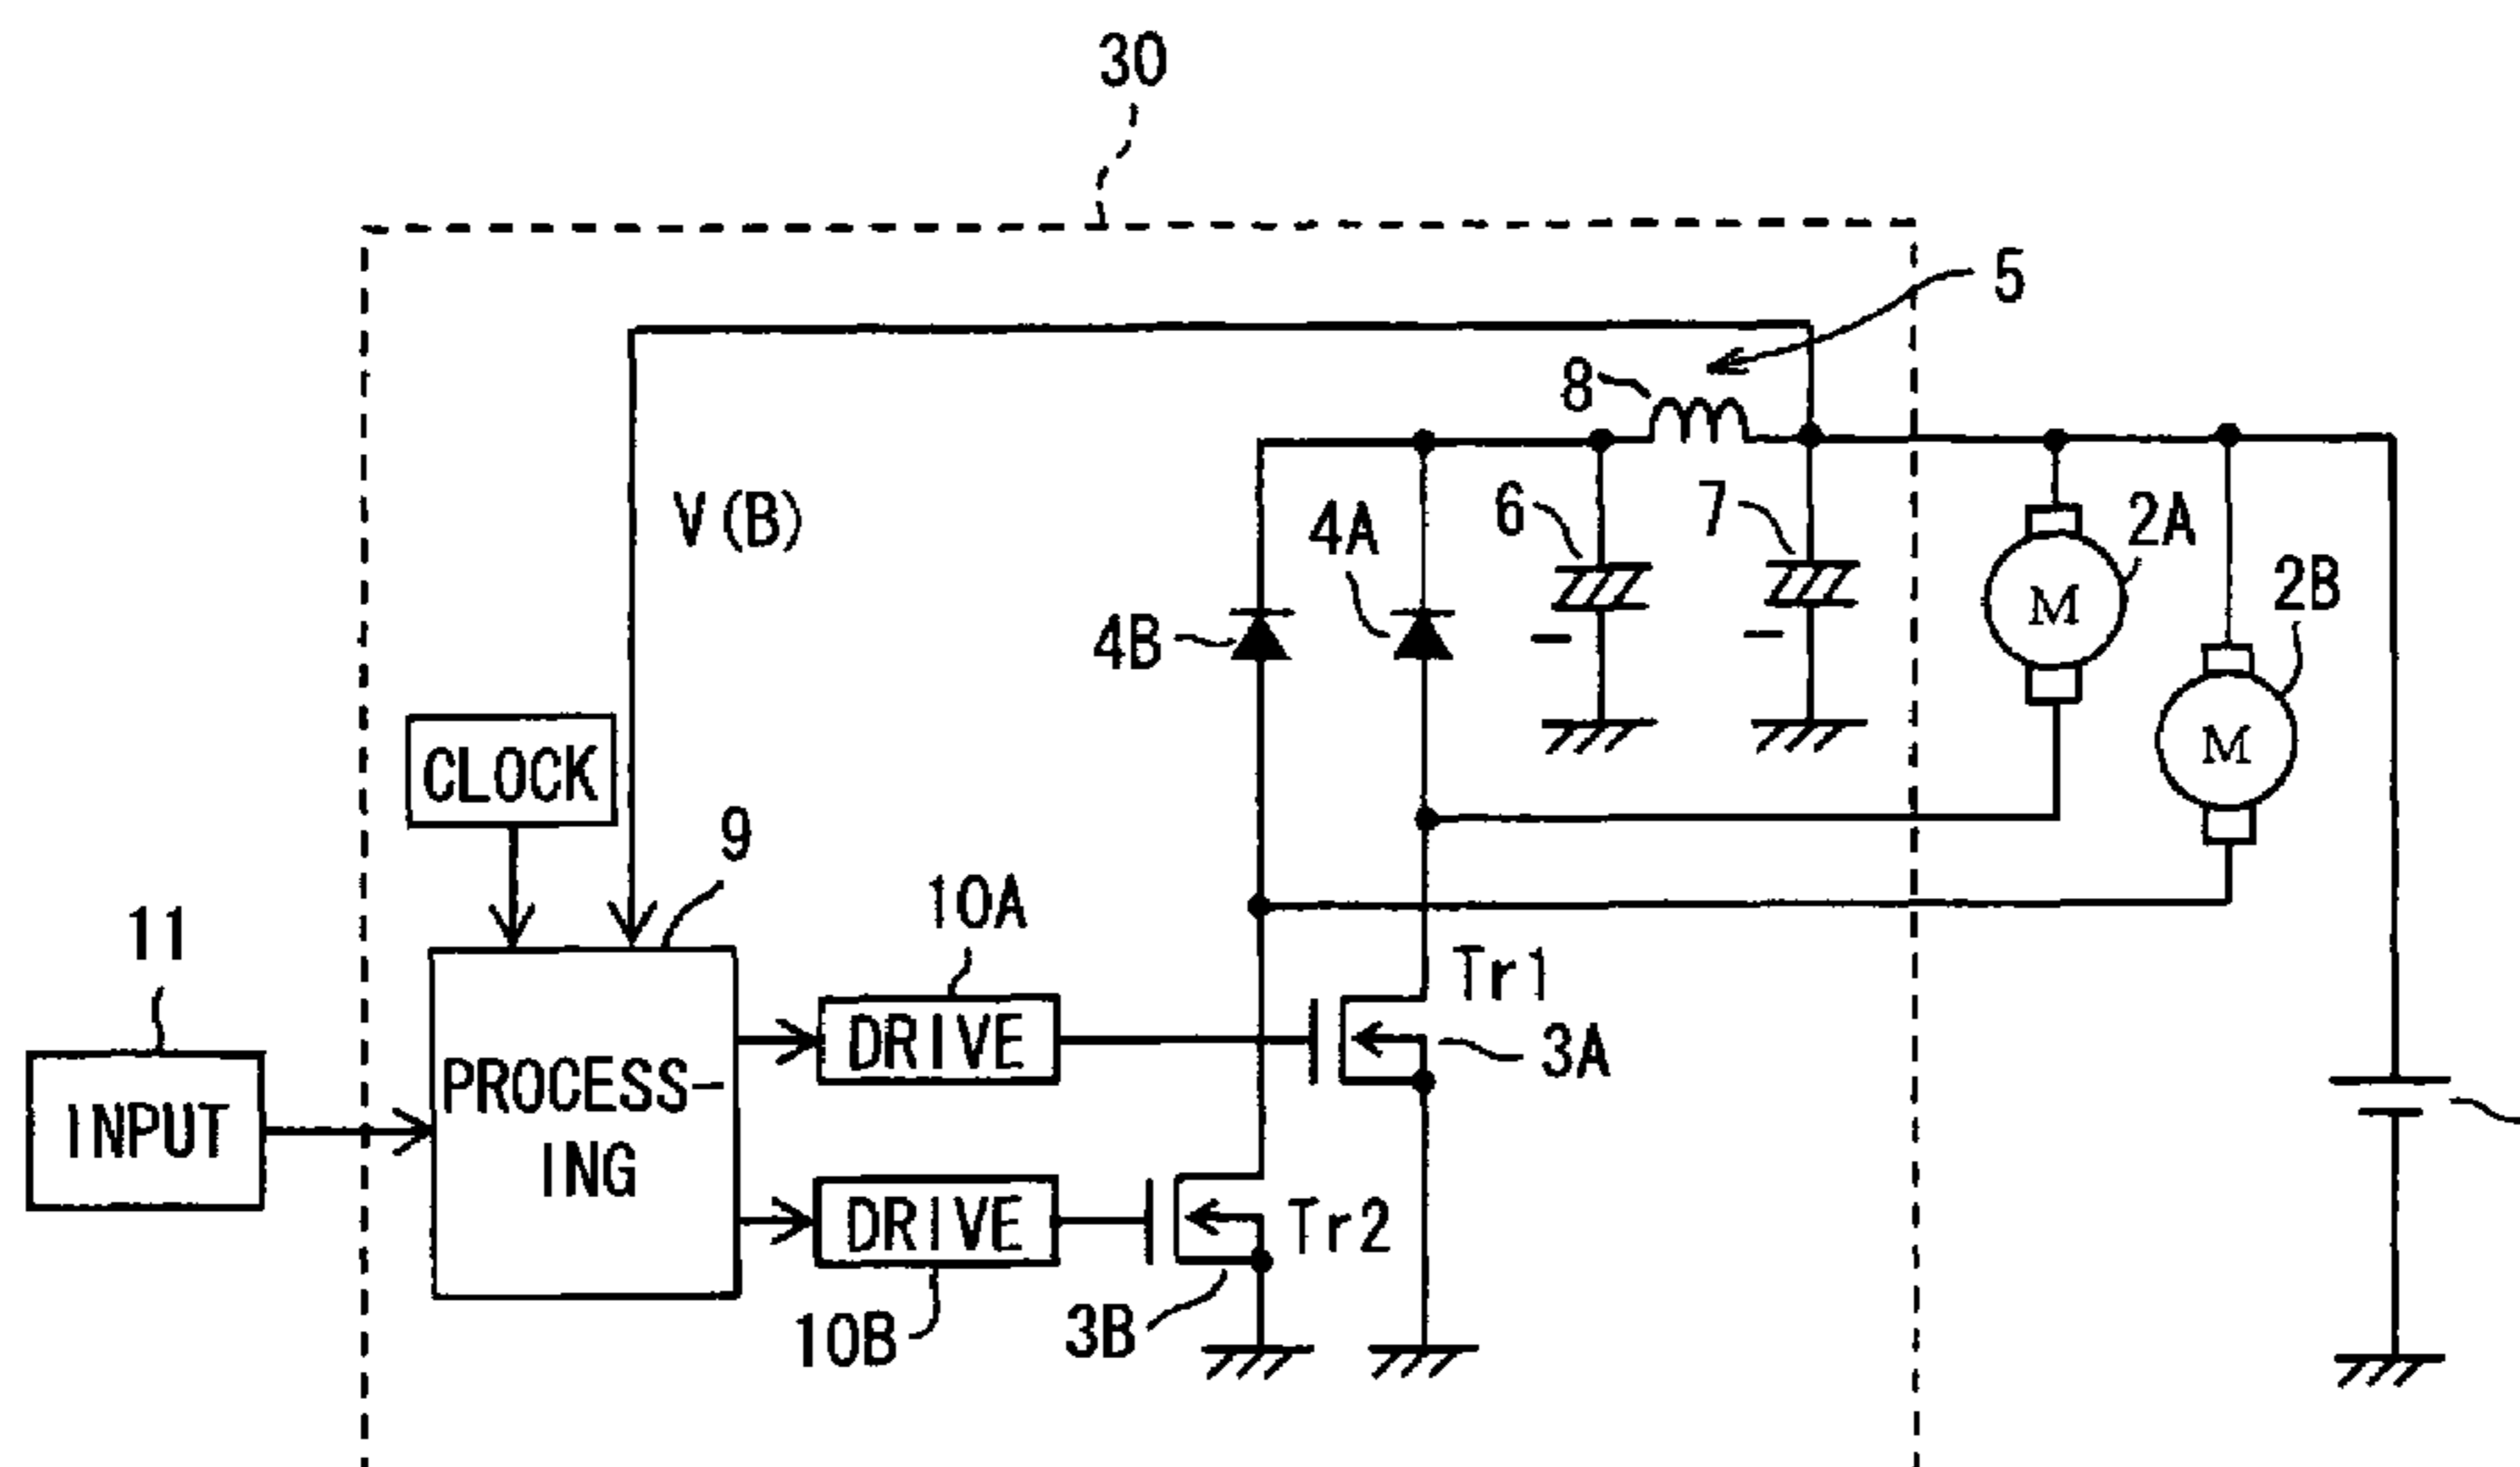 30
5
8
V(B)
6
7
4A
2A
4B
2B
M
M
CLOCK
9
11
10A
Tr1
INPUT
PROCESS-
ING
DRIVE
3A
DRIVE
Tr2
10B
3B